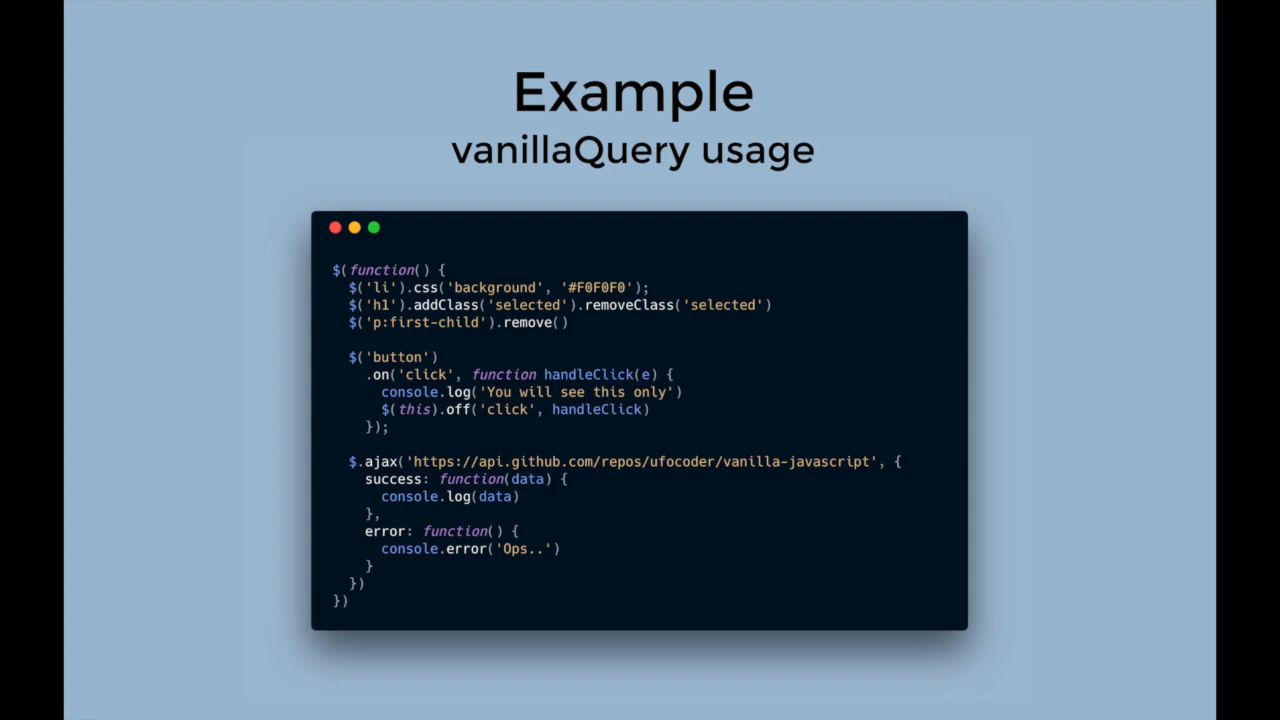 Example
vanillaQuery usage
$(function() {
  $('li').css('background', '#F0F0F0');
  $('h1').addClass('selected').removeClass('selected')
  $('p:first-child').remove()

  $('button')
    .on('click', function handleClick(e) {
      console.log('You will see this only')
      $(this).off('click', handleClick)
    });

  $.ajax('https://api.github.com/repos/ufocoder/vanilla-javascript', {
    success: function(data) {
      console.log(data)
    },
    error: function() {
      console.error('Ops..')
    }
  })
})